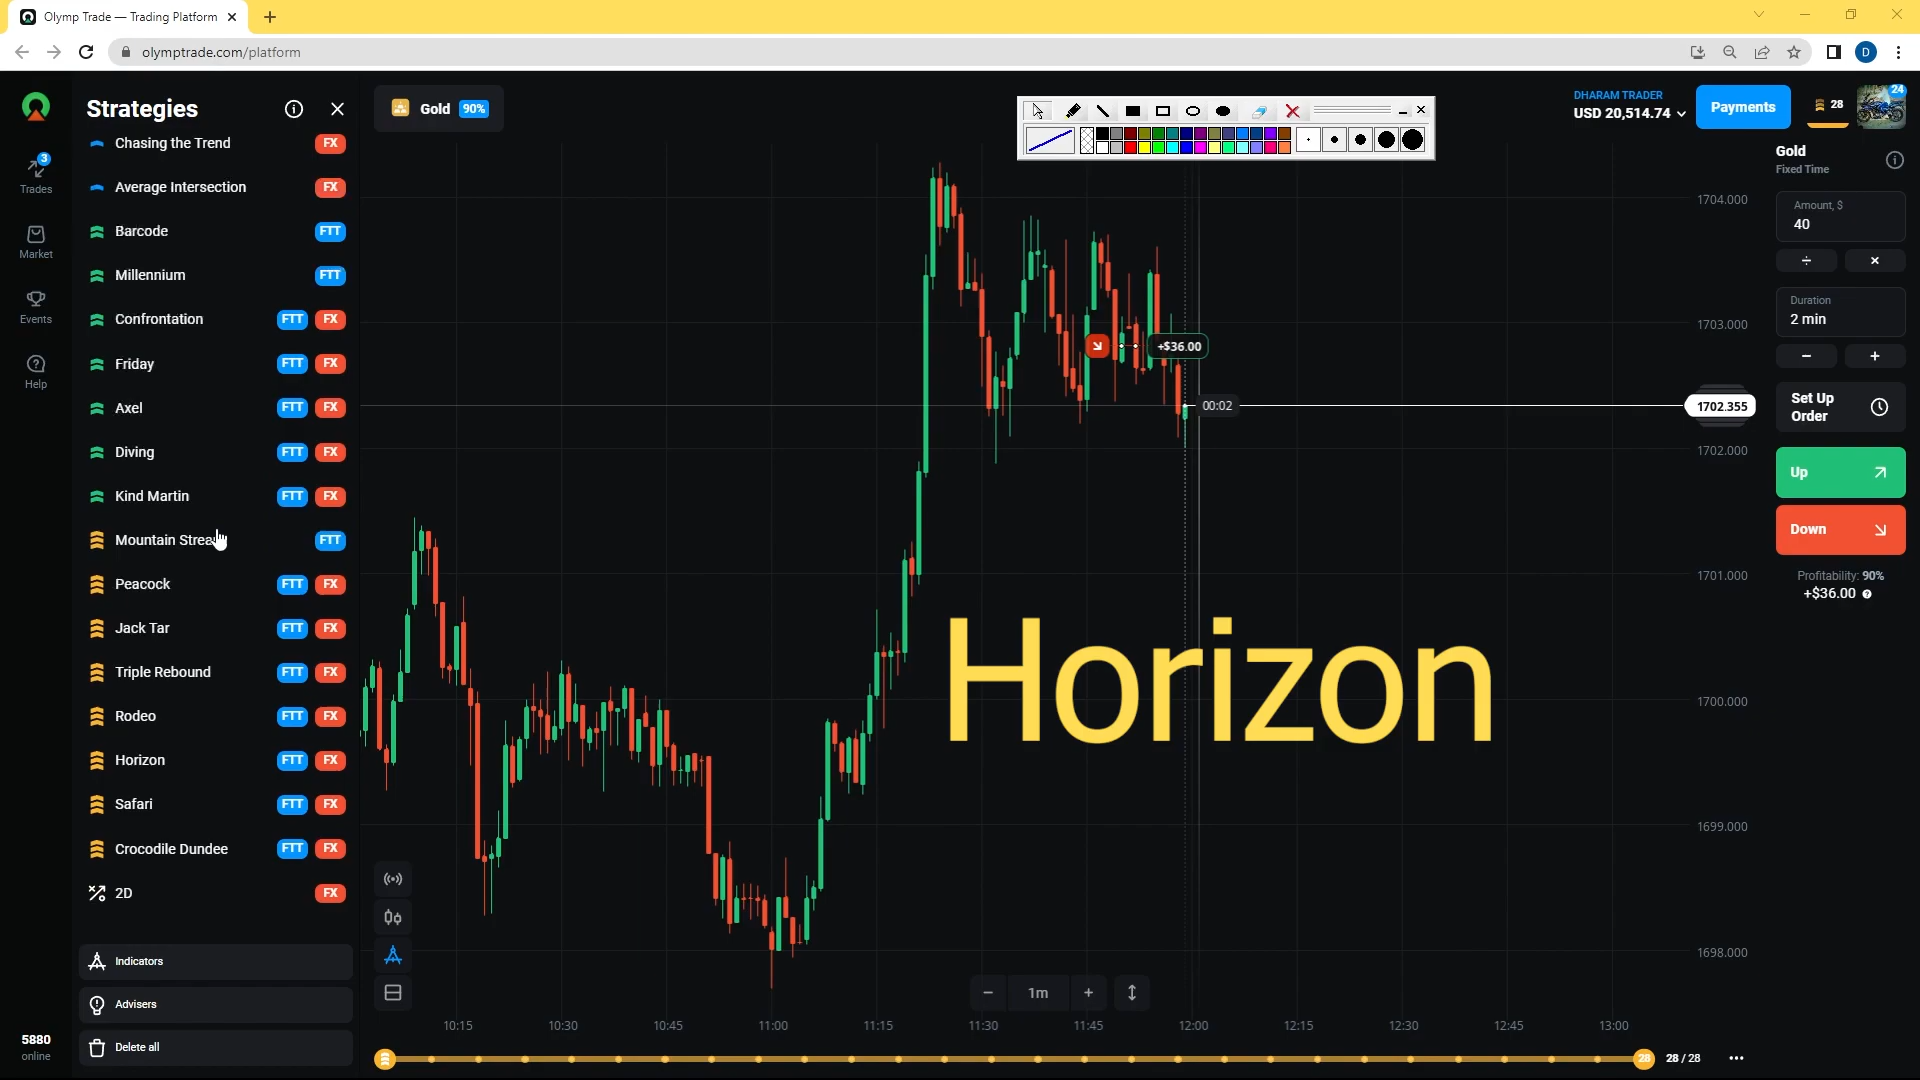 Olymp Trade — Trading Platform
olymptrade.com/platform
D
Strategies
Gold 90%
DHARAM TRADER
USD 20,514.74
Payments
28
24
3
Trades
Market
Events
Help
Chasing the Trend FX
Average Intersection FX
Barcode FTT
Millennium FTT
Confrontation FTT FX
Friday FTT FX
Axel FTT FX
Diving FTT FX
Kind Martin FTT FX
Mountain FTT
Peacock FTT FX
Jack Tar FTT FX
Triple Rebound FTT FX
Rodeo FTT FX
Horizon FTT FX
Safari FTT FX
Crocodile Dundee FTT FX
2D FX
Indicators
Advisers
Delete all
5880
online
+$36.00
00:02
Horizon
1704.000
1703.000
1702.355
1702.000
1701.000
1700.000
1699.000
1698.000
1m
10:15 10:30 10:45 11:00 11:15 11:30 11:45 12:00 12:15 12:30 12:45 13:00
28 28 / 28
Gold
Fixed Time
Amount, $
40
÷ ×
Duration
2 min
− +
Set Up
Order
Up
Down
Profitability: 90%
+$36.00